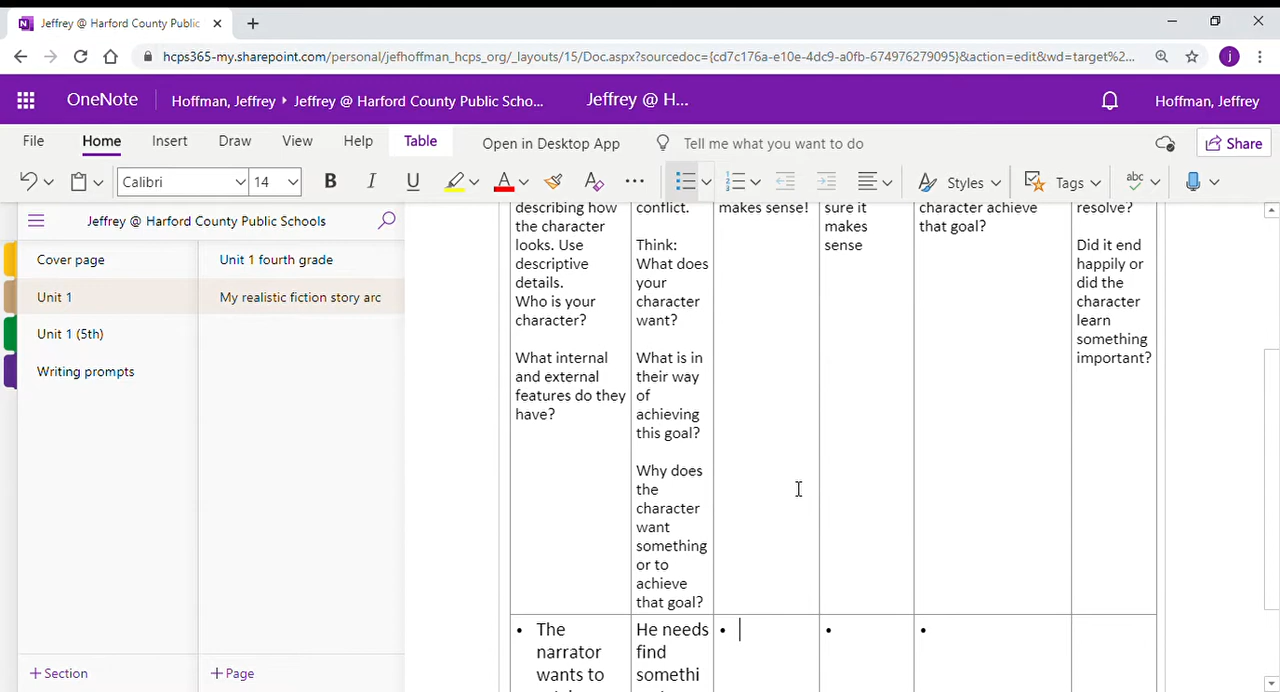 Jeffrey @ Harford County Public
hcps365-my.sharepoint.com/personal/jefhoffman_hcps_org/_layouts/15/Doc.aspx?sourcedoc={cd7c176a-e10e-4dc9-a0fb-674976279095}&action=edit&wd=target%2...
j
OneNote
Hoffman, Jeffrey
Jeffrey @ Harford County Public Scho...
Jeffrey @ H...
Hoffman, Jeffrey
File
Home
Insert
Draw
View
Help
Table
Open in Desktop App
Tell me what you want to do
Share
Calibri
14
B
I
U
A
A
Styles
Tags
abc
Jeffrey @ Harford County Public Schools
Cover page
Unit 1
Unit 1 (5th)
Writing prompts
Unit 1 fourth grade
My realistic fiction story arc
+ Section
+ Page
describing how
the character
looks. Use
descriptive
details.
Who is your
character?
What internal
and external
features do they
have?
conflict.
Think:
What does
your
character
want?
What is in
their way
of
achieving
this goal?
Why does
the
character
want
something
or to
achieve
that goal?
makes sense!
sure it
makes
sense
character achieve
that goal?
resolve?
Did it end
happily or
did the
character
learn
something
important?
• The
narrator
wants to
He needs
find
somethi
•
•
•